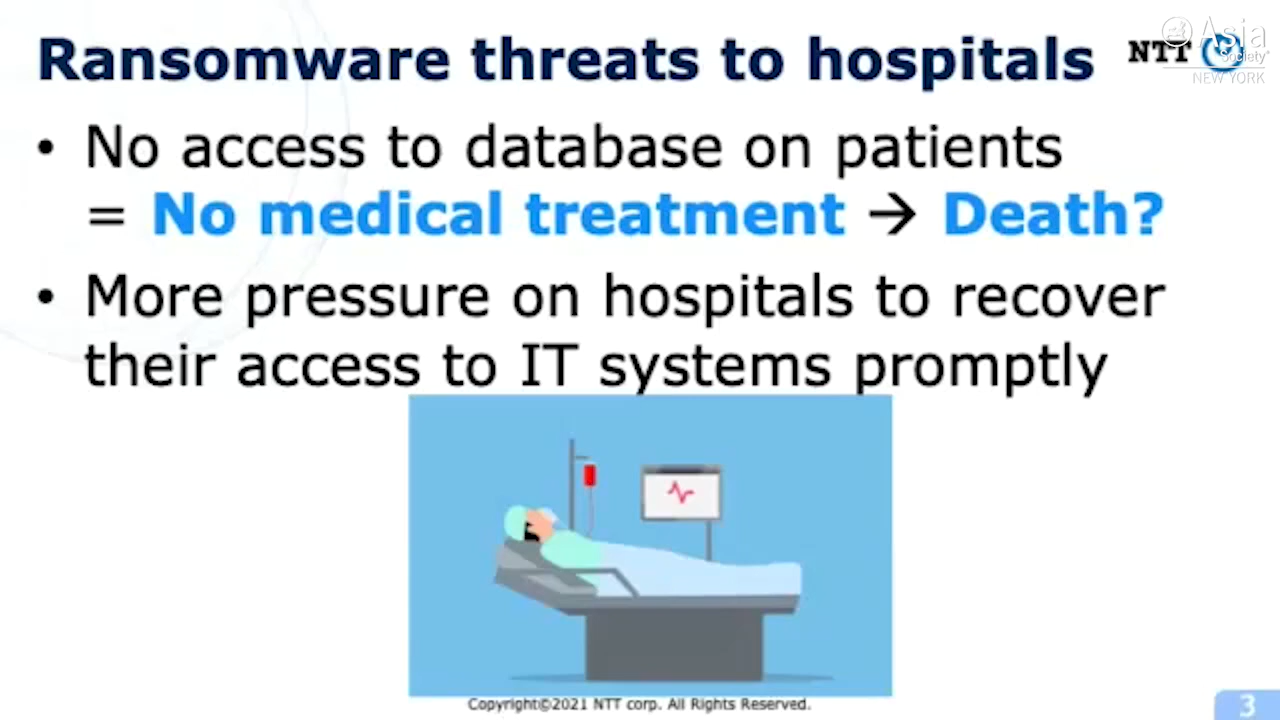 Ransomware threats to hospitals
NTT
Asia
Society
NEW YORK
• No access to database on patients
= No medical treatment → Death?
• More pressure on hospitals to recover
their access to IT systems promptly
Copyright©2021 NTT corp. All Rights Reserved.
3